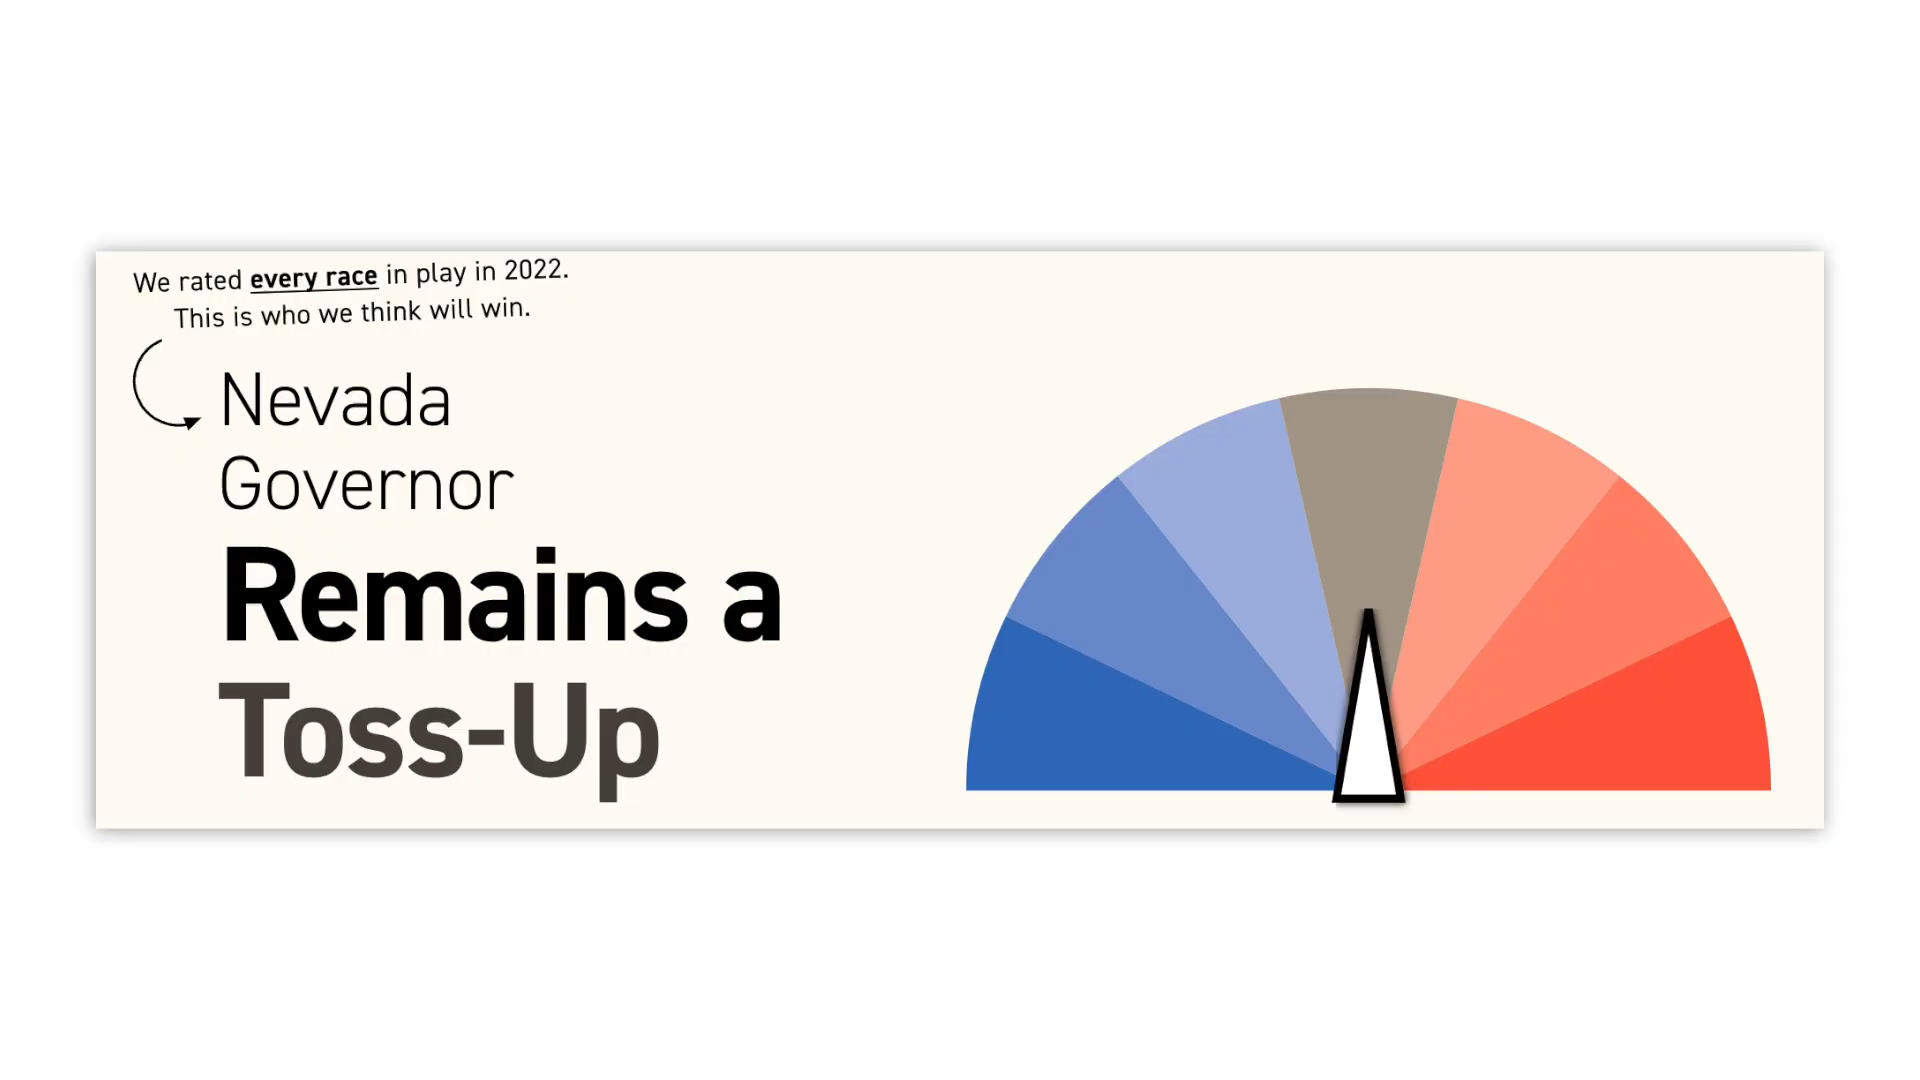 We rated every race in play in 2022.
This is who we think will win.
Nevada
Governor
Remains a
Toss-Up